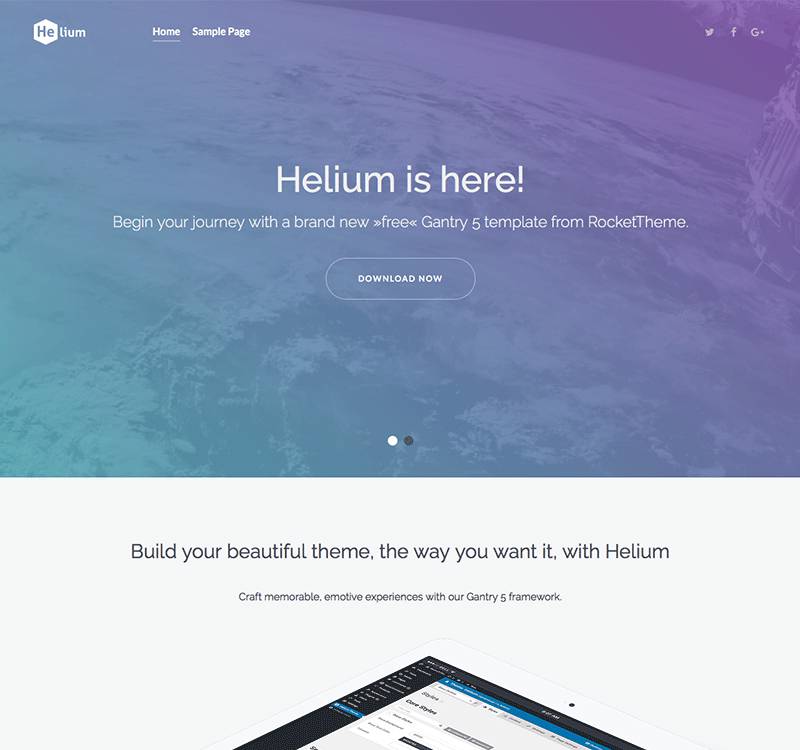 Helium
Home
Sample Page
Helium is here!
Begin your journey with a brand new »free« Gantry 5 template from RocketTheme.
DOWNLOAD NOW
Build your beautiful theme, the way you want it, with Helium
Craft memorable, emotive experiences with our Gantry 5 framework.
Styles
Core Styles